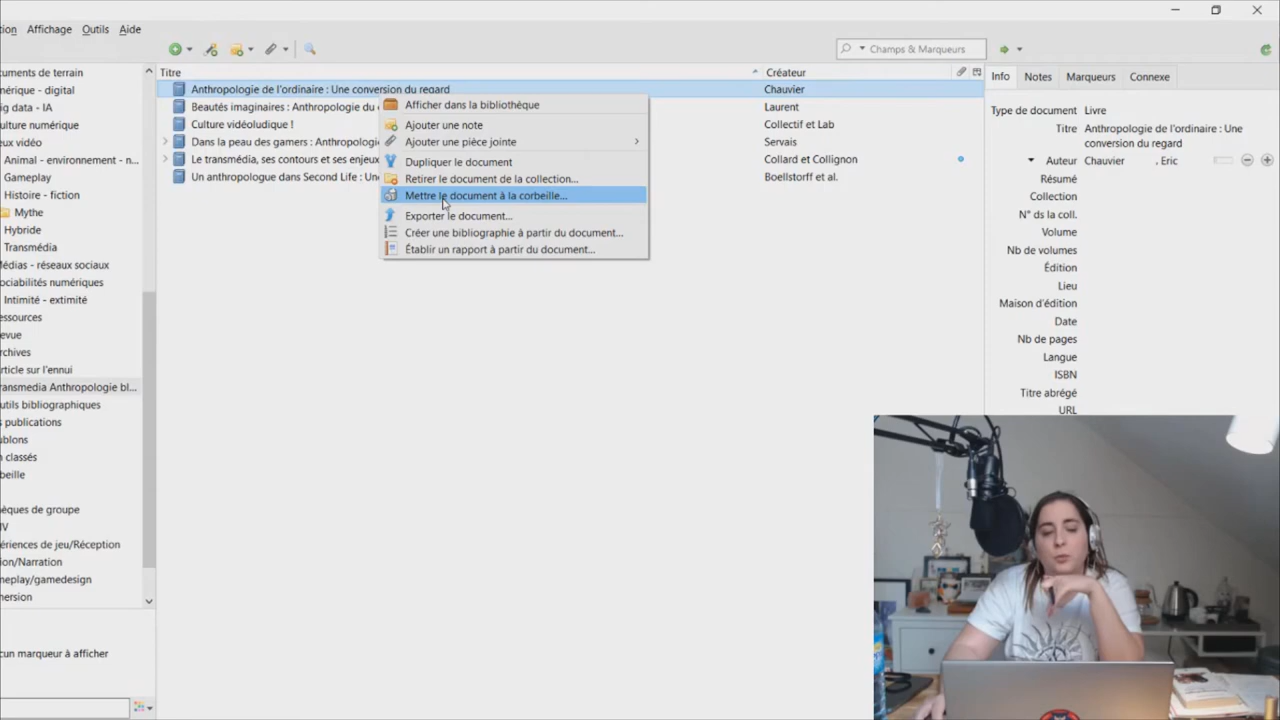 tion Affichage Outils Aide
Champs & Marqueurs
uments de terrain
mérique - digital
ig data - IA
ulture numérique
eux vidéo
Animal - environnement - n...
Gameplay
Histoire - fiction
Mythe
Hybride
Transmédia
Médias - réseaux sociaux
ociabilités numériques
Intimité - extimité
essources
evue
rchives
rticle sur l'ennui
ransmedia Anthropologie bl...
utils bibliographiques
s publications
ublons
n classés
beille
hèques de groupe
MV
périences de jeu/Réception
tion/Narration
meplay/gamedesign
mersion
cun marqueur à afficher
Titre Créateur
Anthropologie de l'ordinaire : Une conversion du regard Chauvier
Beautés imaginaires : Anthropologie du Laurent
Culture vidéoludique ! Collectif et Lab
Dans la peau des gamers : Anthropologi Servais
Le transmédia, ses contours et ses enjeux Collard et Collignon
Un anthropologue dans Second Life : Un Boellstorff et al.
Afficher dans la bibliothèque
Ajouter une note
Ajouter une pièce jointe
Dupliquer le document
Retirer le document de la collection...
Mettre le document à la corbeille...
Exporter le document...
Créer une bibliographie à partir du document...
Établir un rapport à partir du document...
Info Notes Marqueurs Connexe
Type de document Livre
Titre Anthropologie de l'ordinaire : Une
conversion du regard
Auteur Chauvier , Eric
Résumé
Collection
N° ds la coll.
Volume
Nb de volumes
Édition
Lieu
Maison d'édition
Date
Nb de pages
Langue
ISBN
Titre abrégé
URL